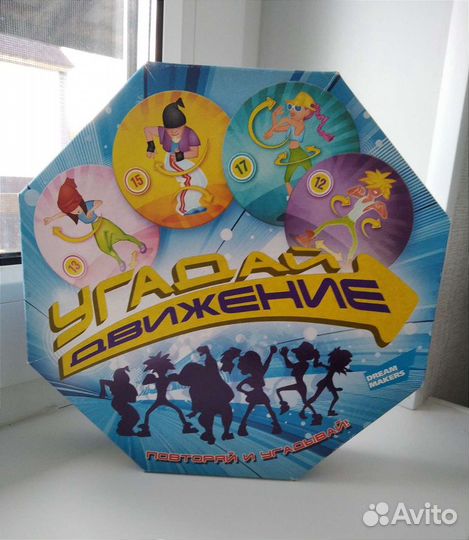 15
17
13
12
УГАДАЙ
ДВИЖЕНИЕ
DREAM
MAKERS
ПОВТОРЯЙ И УГАДЫВАЙ!
Avito